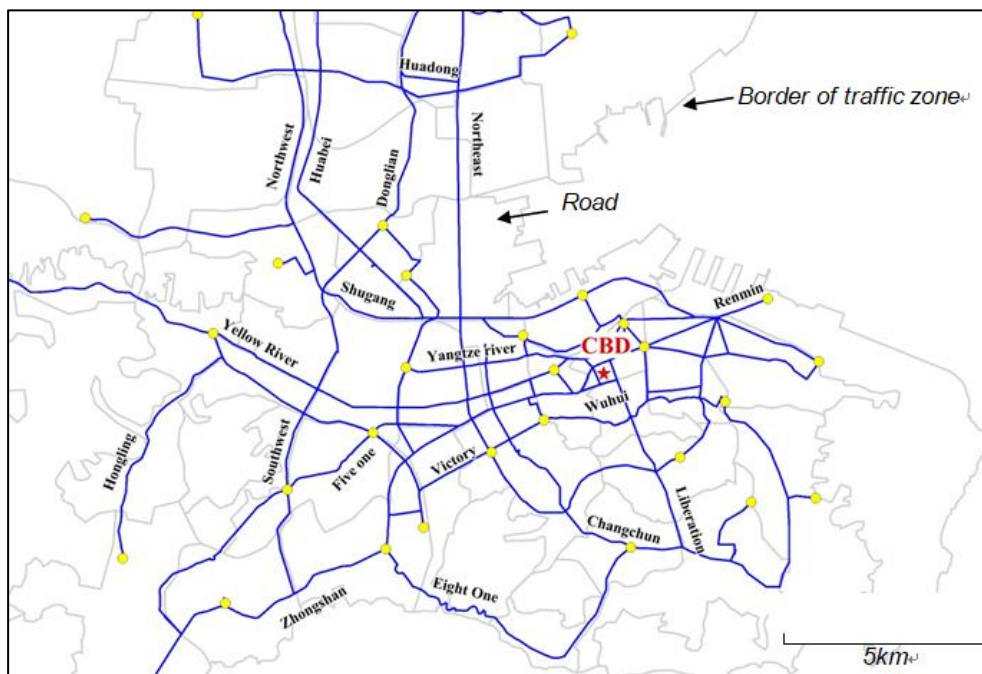 Huadong
Border of traffic zone
Northwest
Huabei
Northeast
Donglian
Road
Shugang
Renmin
Yellow River
Yangtze river
CBD
Wuhui
Hongling
Southwest
Five one
Victory
Liberation
Changchun
Eight One
Zhongshan
5km